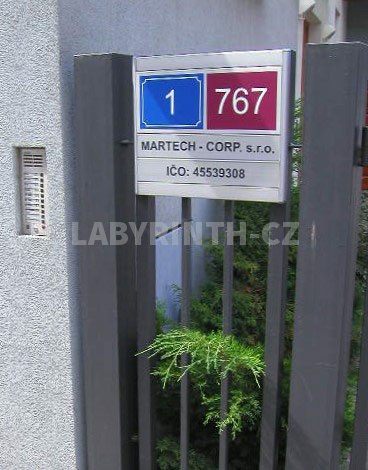 1 767
MARTECH - CORP. s.r.o.
IČO: 45539308
LABYRINTH-CZ